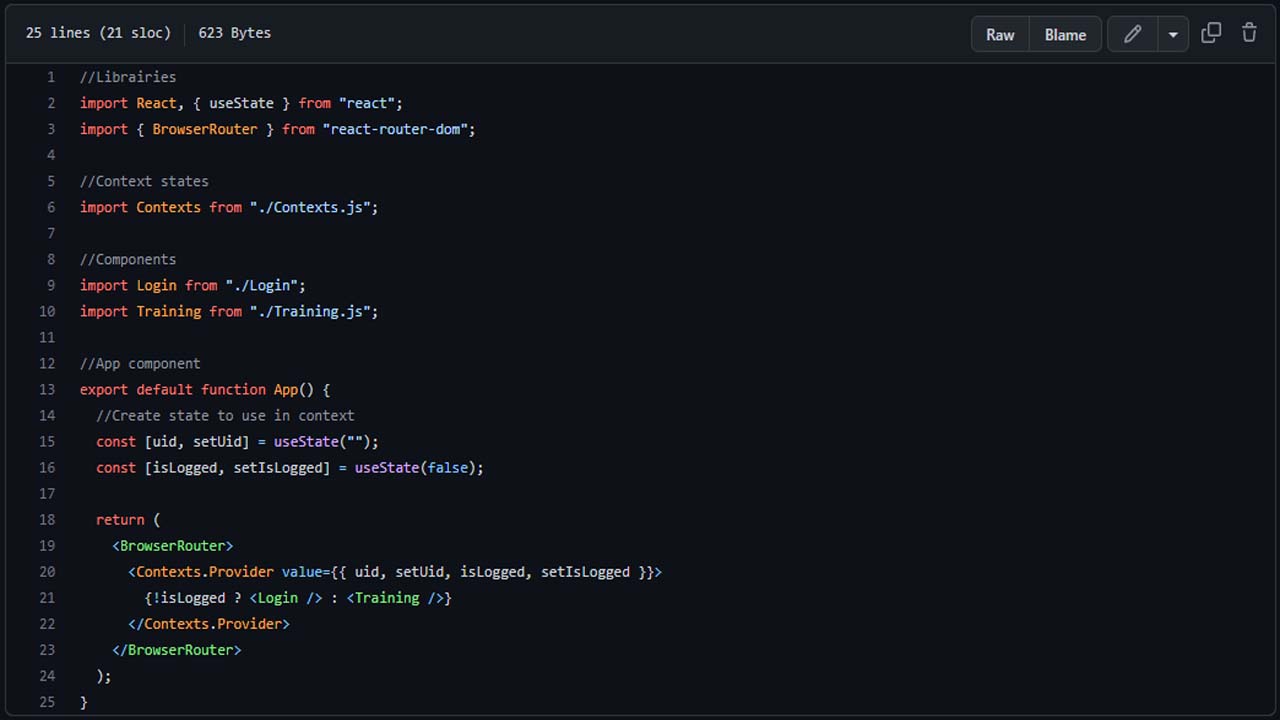 25 lines (21 sloc) 623 Bytes Raw Blame
1 //Librairies
2 import React, { useState } from "react";
3 import { BrowserRouter } from "react-router-dom";
4
5 //Context states
6 import Contexts from "./Contexts.js";
7
8 //Components
9 import Login from "./Login";
10 import Training from "./Training.js";
11
12 //App component
13 export default function App() {
14   //Create state to use in context
15   const [uid, setUid] = useState("");
16   const [isLogged, setIsLogged] = useState(false);
17
18   return (
19     <BrowserRouter>
20       <Contexts.Provider value={{ uid, setUid, isLogged, setIsLogged }}>
21         {!isLogged ? <Login /> : <Training />}
22       </Contexts.Provider>
23     </BrowserRouter>
24   );
25 }